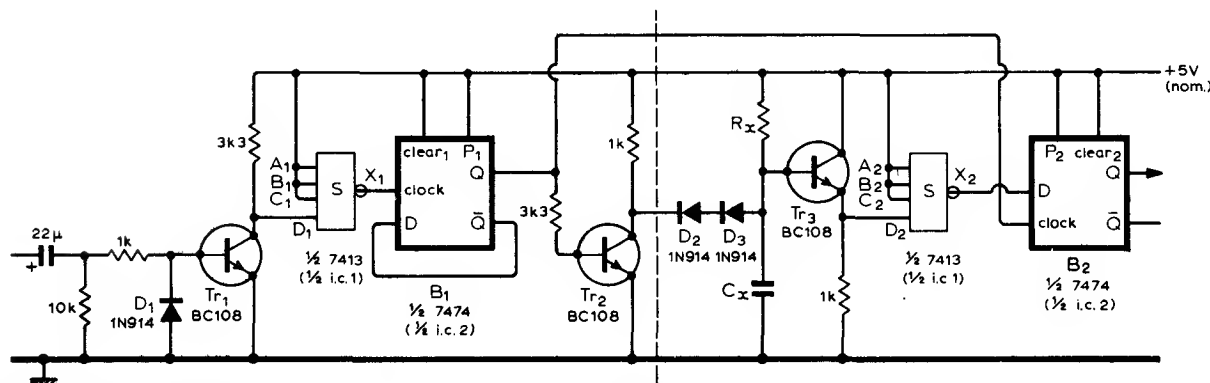 +5V
(nom.)
3k3
A₁
B₁
C₁
S
X₁
D₁
½ 7413
(½ i.c.1)
clear₁ P₁
Q
clock
D
Q̄
B₁
½ 7474
(½ i.c.2)
3k3
1k
22μ
+
1k
10k
D₁
1N914
Tr₁
BC108
Tr₂
BC108
D₂
1N914
D₃
1N914
Rx
Cx
Tr₃
BC108
1k
A₂
B₂
C₂
S
X₂
D₂
½ 7413
(½ i.c.1)
P₂ clear₂
Q
D
clock
Q̄
B₂
½ 7474
(½ i.c.2)